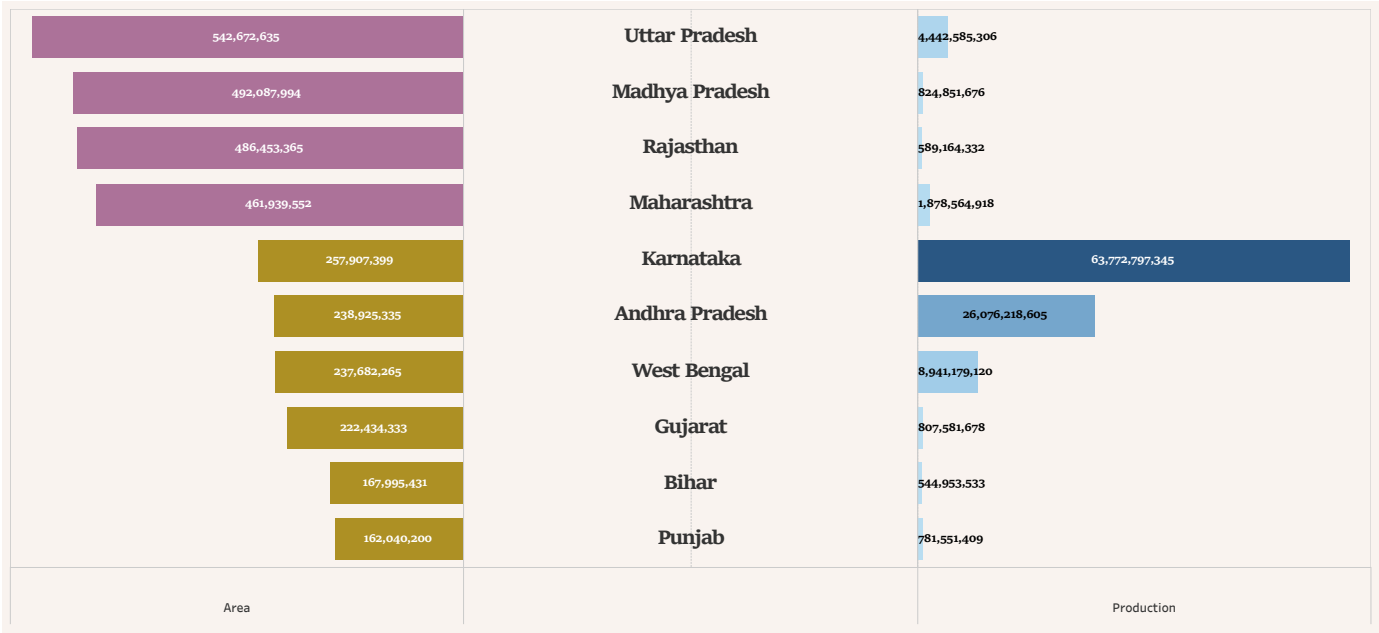 542,672,635 Uttar Pradesh 4,442,585,306
492,087,994 Madhya Pradesh 824,851,676
486,453,365 Rajasthan 589,164,332
461,939,552 Maharashtra 1,878,564,918
257,907,399 Karnataka 63,772,797,345
238,925,335 Andhra Pradesh 26,076,218,605
237,682,265 West Bengal 8,941,179,120
222,434,333 Gujarat 807,581,678
167,995,431 Bihar 544,953,533
162,040,200 Punjab 781,551,409
Area Production